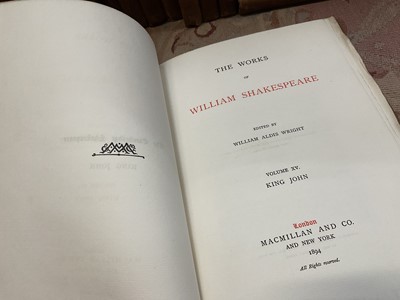 THE WORKS
OF
WILLIAM SHAKESPEARE
EDITED BY
WILLIAM ALDIS WRIGHT
VOLUME XV.
KING JOHN
London
MACMILLAN AND CO.
AND NEW YORK
1894
All Rights reserved.